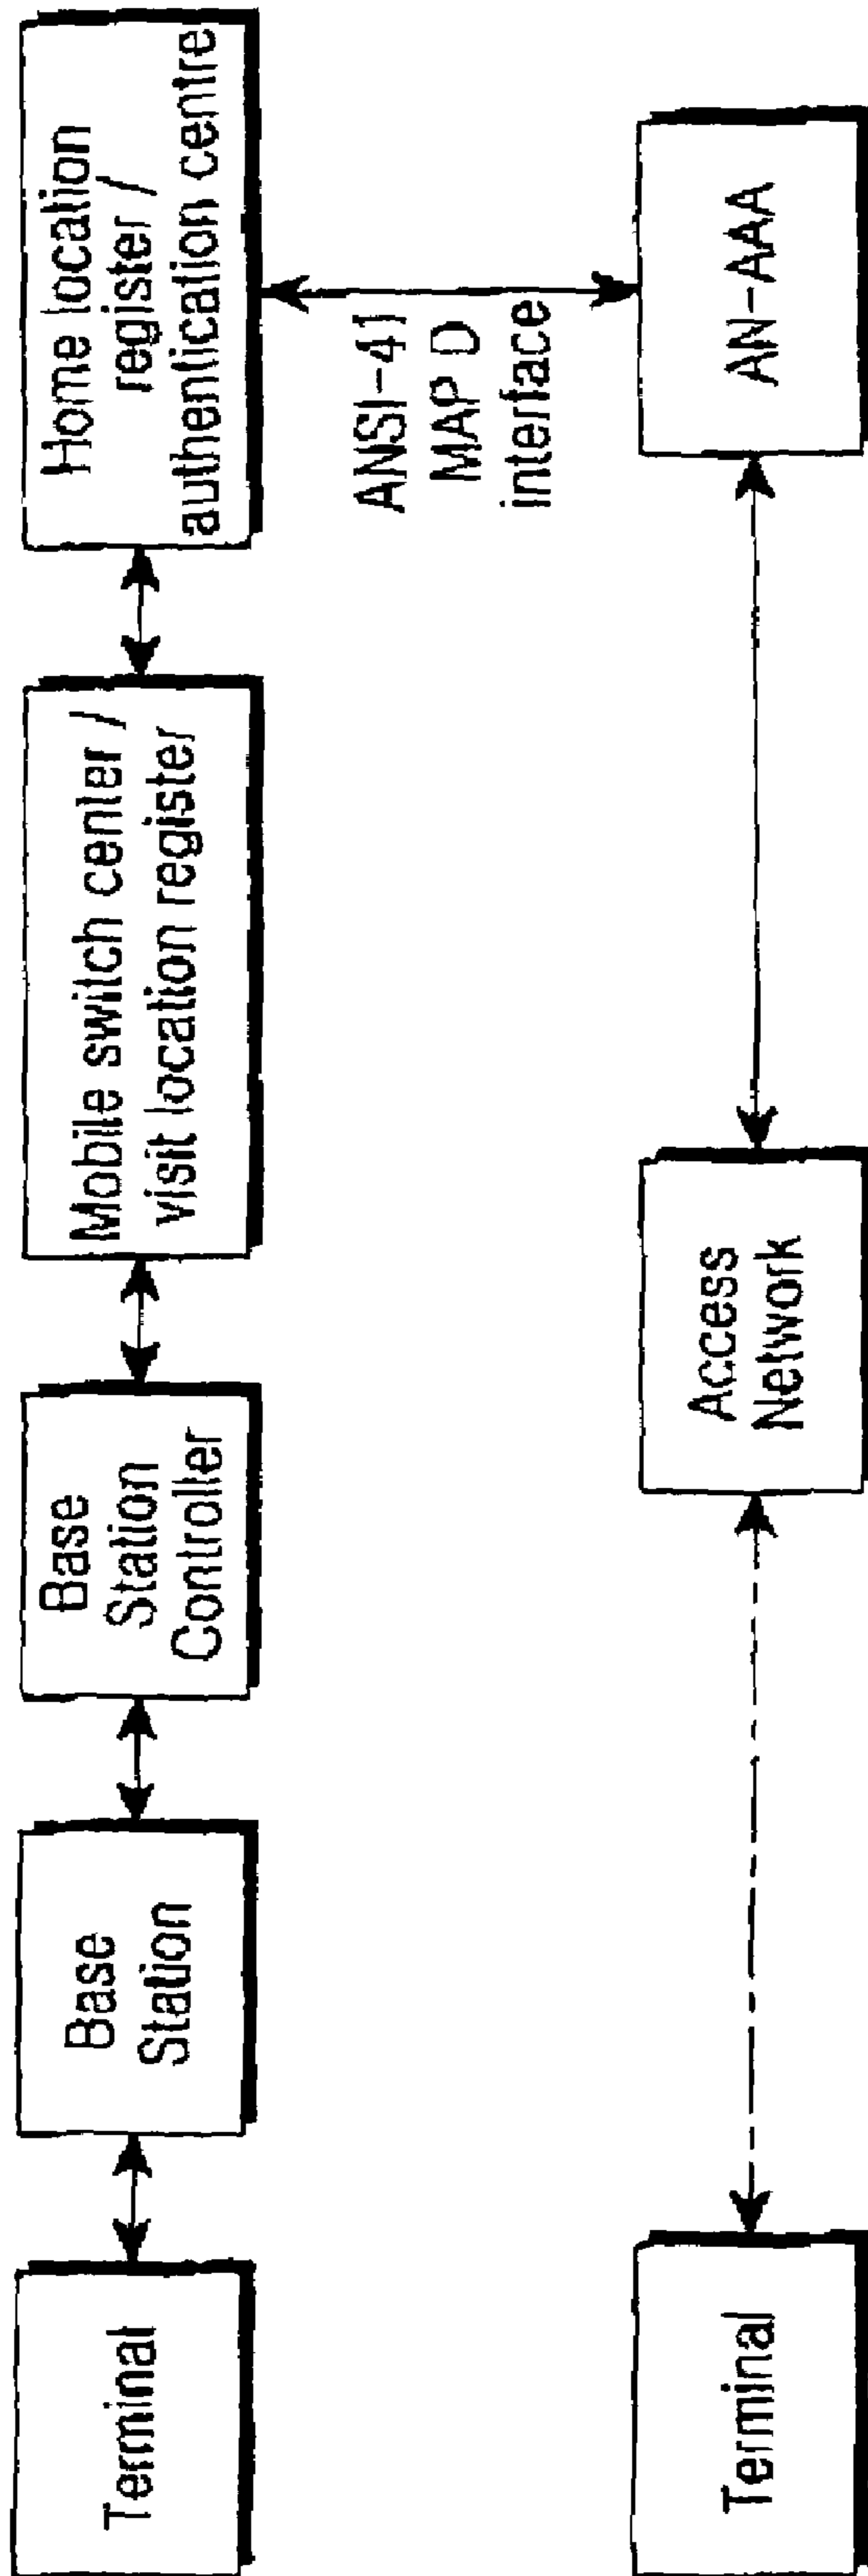 Terminal
Base
Station
Base
Station
Controller
Mobile switch center /
visit location register
Home location
register /
authentication centre
ANSI-41
MAP D
interface
Terminal
Access
Network
AN-AAA